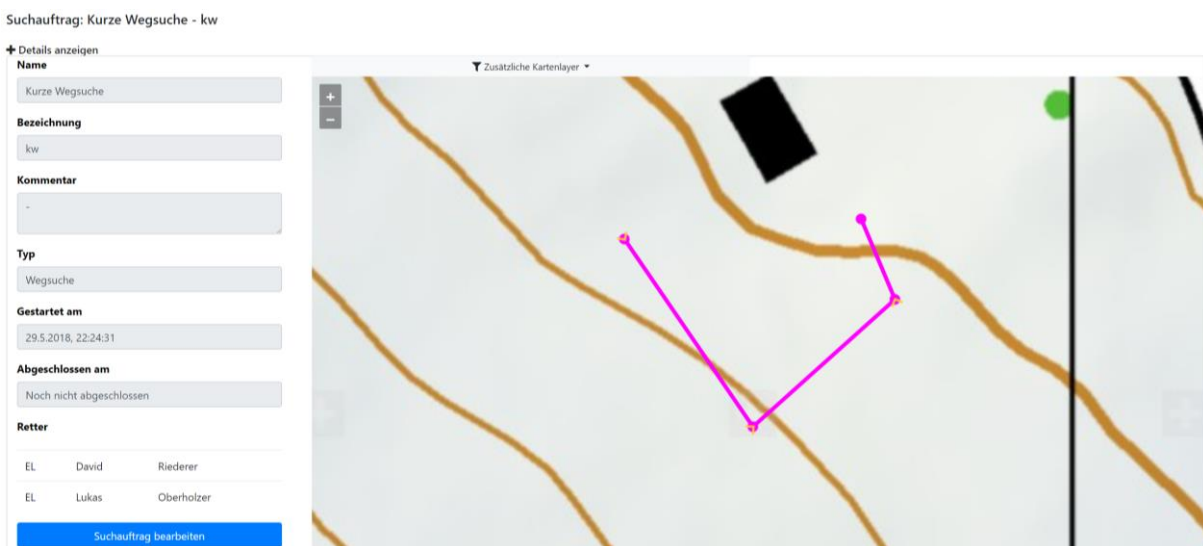 Suchauftrag: Kurze Wegsuche - kw
Details anzeigen
Name
Kurze Wegsuche
Bezeichnung
kw
Kommentar
-
Typ
Wegsuche
Gestartet am
29.5.2018, 22:24:31
Abgeschlossen am
Noch nicht abgeschlossen
Retter
EL David Riederer
EL Lukas Oberholzer
Suchauftrag bearbeiten
Zusätzliche Kartenlayer
+
−